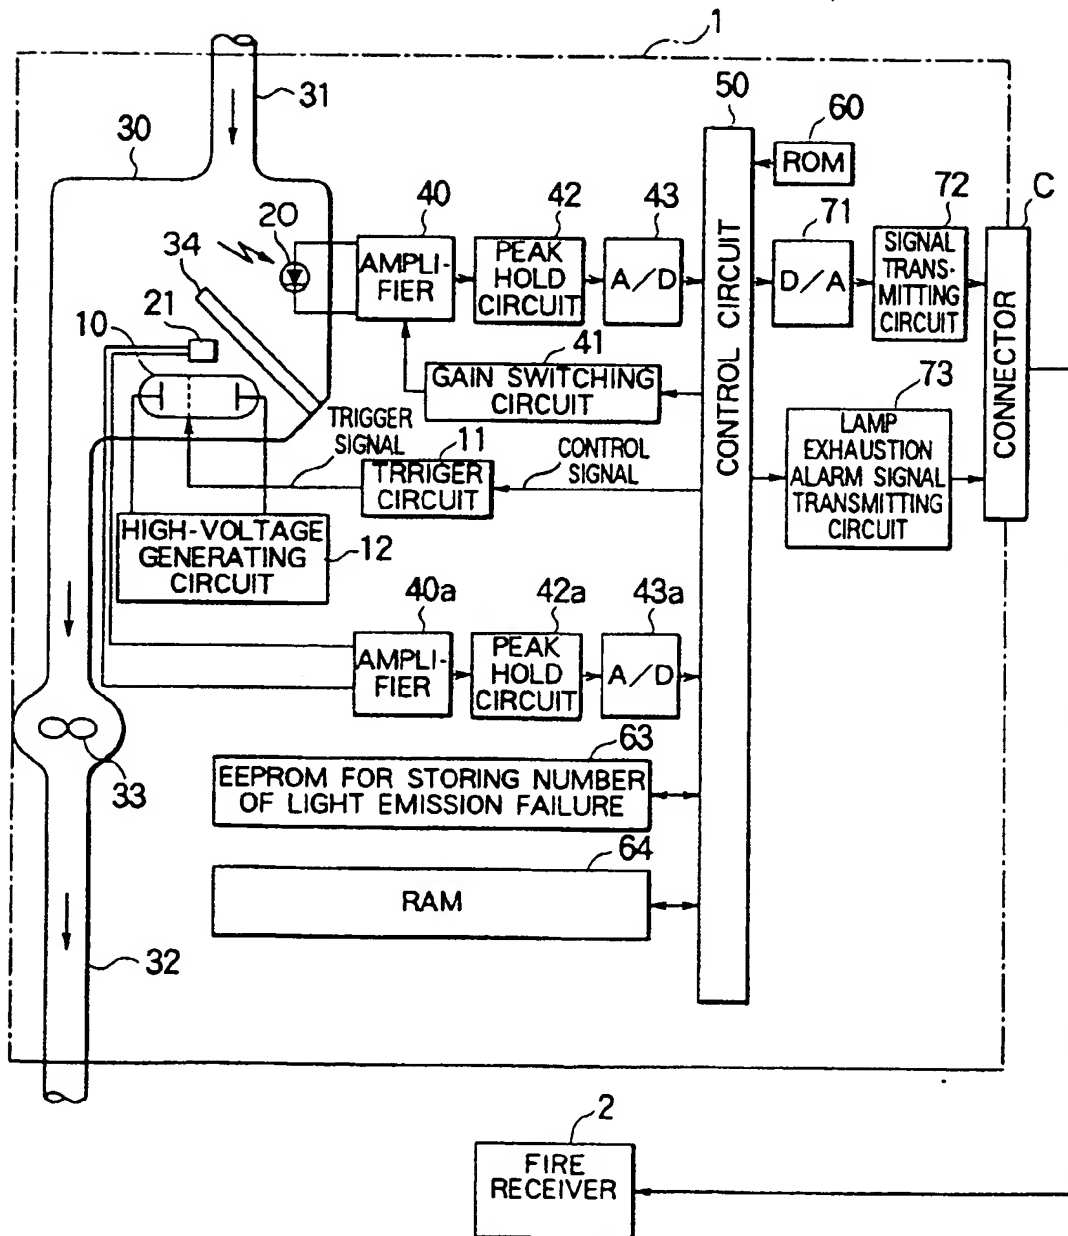 1
31
50
60
ROM
30
40
42
43
71
72
C
20
34
AMPLI-
FIER
PEAK
HOLD
CIRCUIT
A/D
CONTROL CIRCUIT
D/A
SIGNAL
TRANS-
MITTING
CIRCUIT
CONNECTOR
10
21
41
GAIN SWITCHING
CIRCUIT
73
LAMP
EXHAUSTION
ALARM SIGNAL
TRANSMITTING
CIRCUIT
TRIGGER
SIGNAL
11
TRRIGER
CIRCUIT
CONTROL
SIGNAL
HIGH-VOLTAGE
GENERATING
CIRCUIT
12
40a
42a
43a
AMPLI-
FIER
PEAK
HOLD
CIRCUIT
A/D
33
63
EEPROM FOR STORING NUMBER
OF LIGHT EMISSION FAILURE
64
RAM
32
2
FIRE
RECEIVER